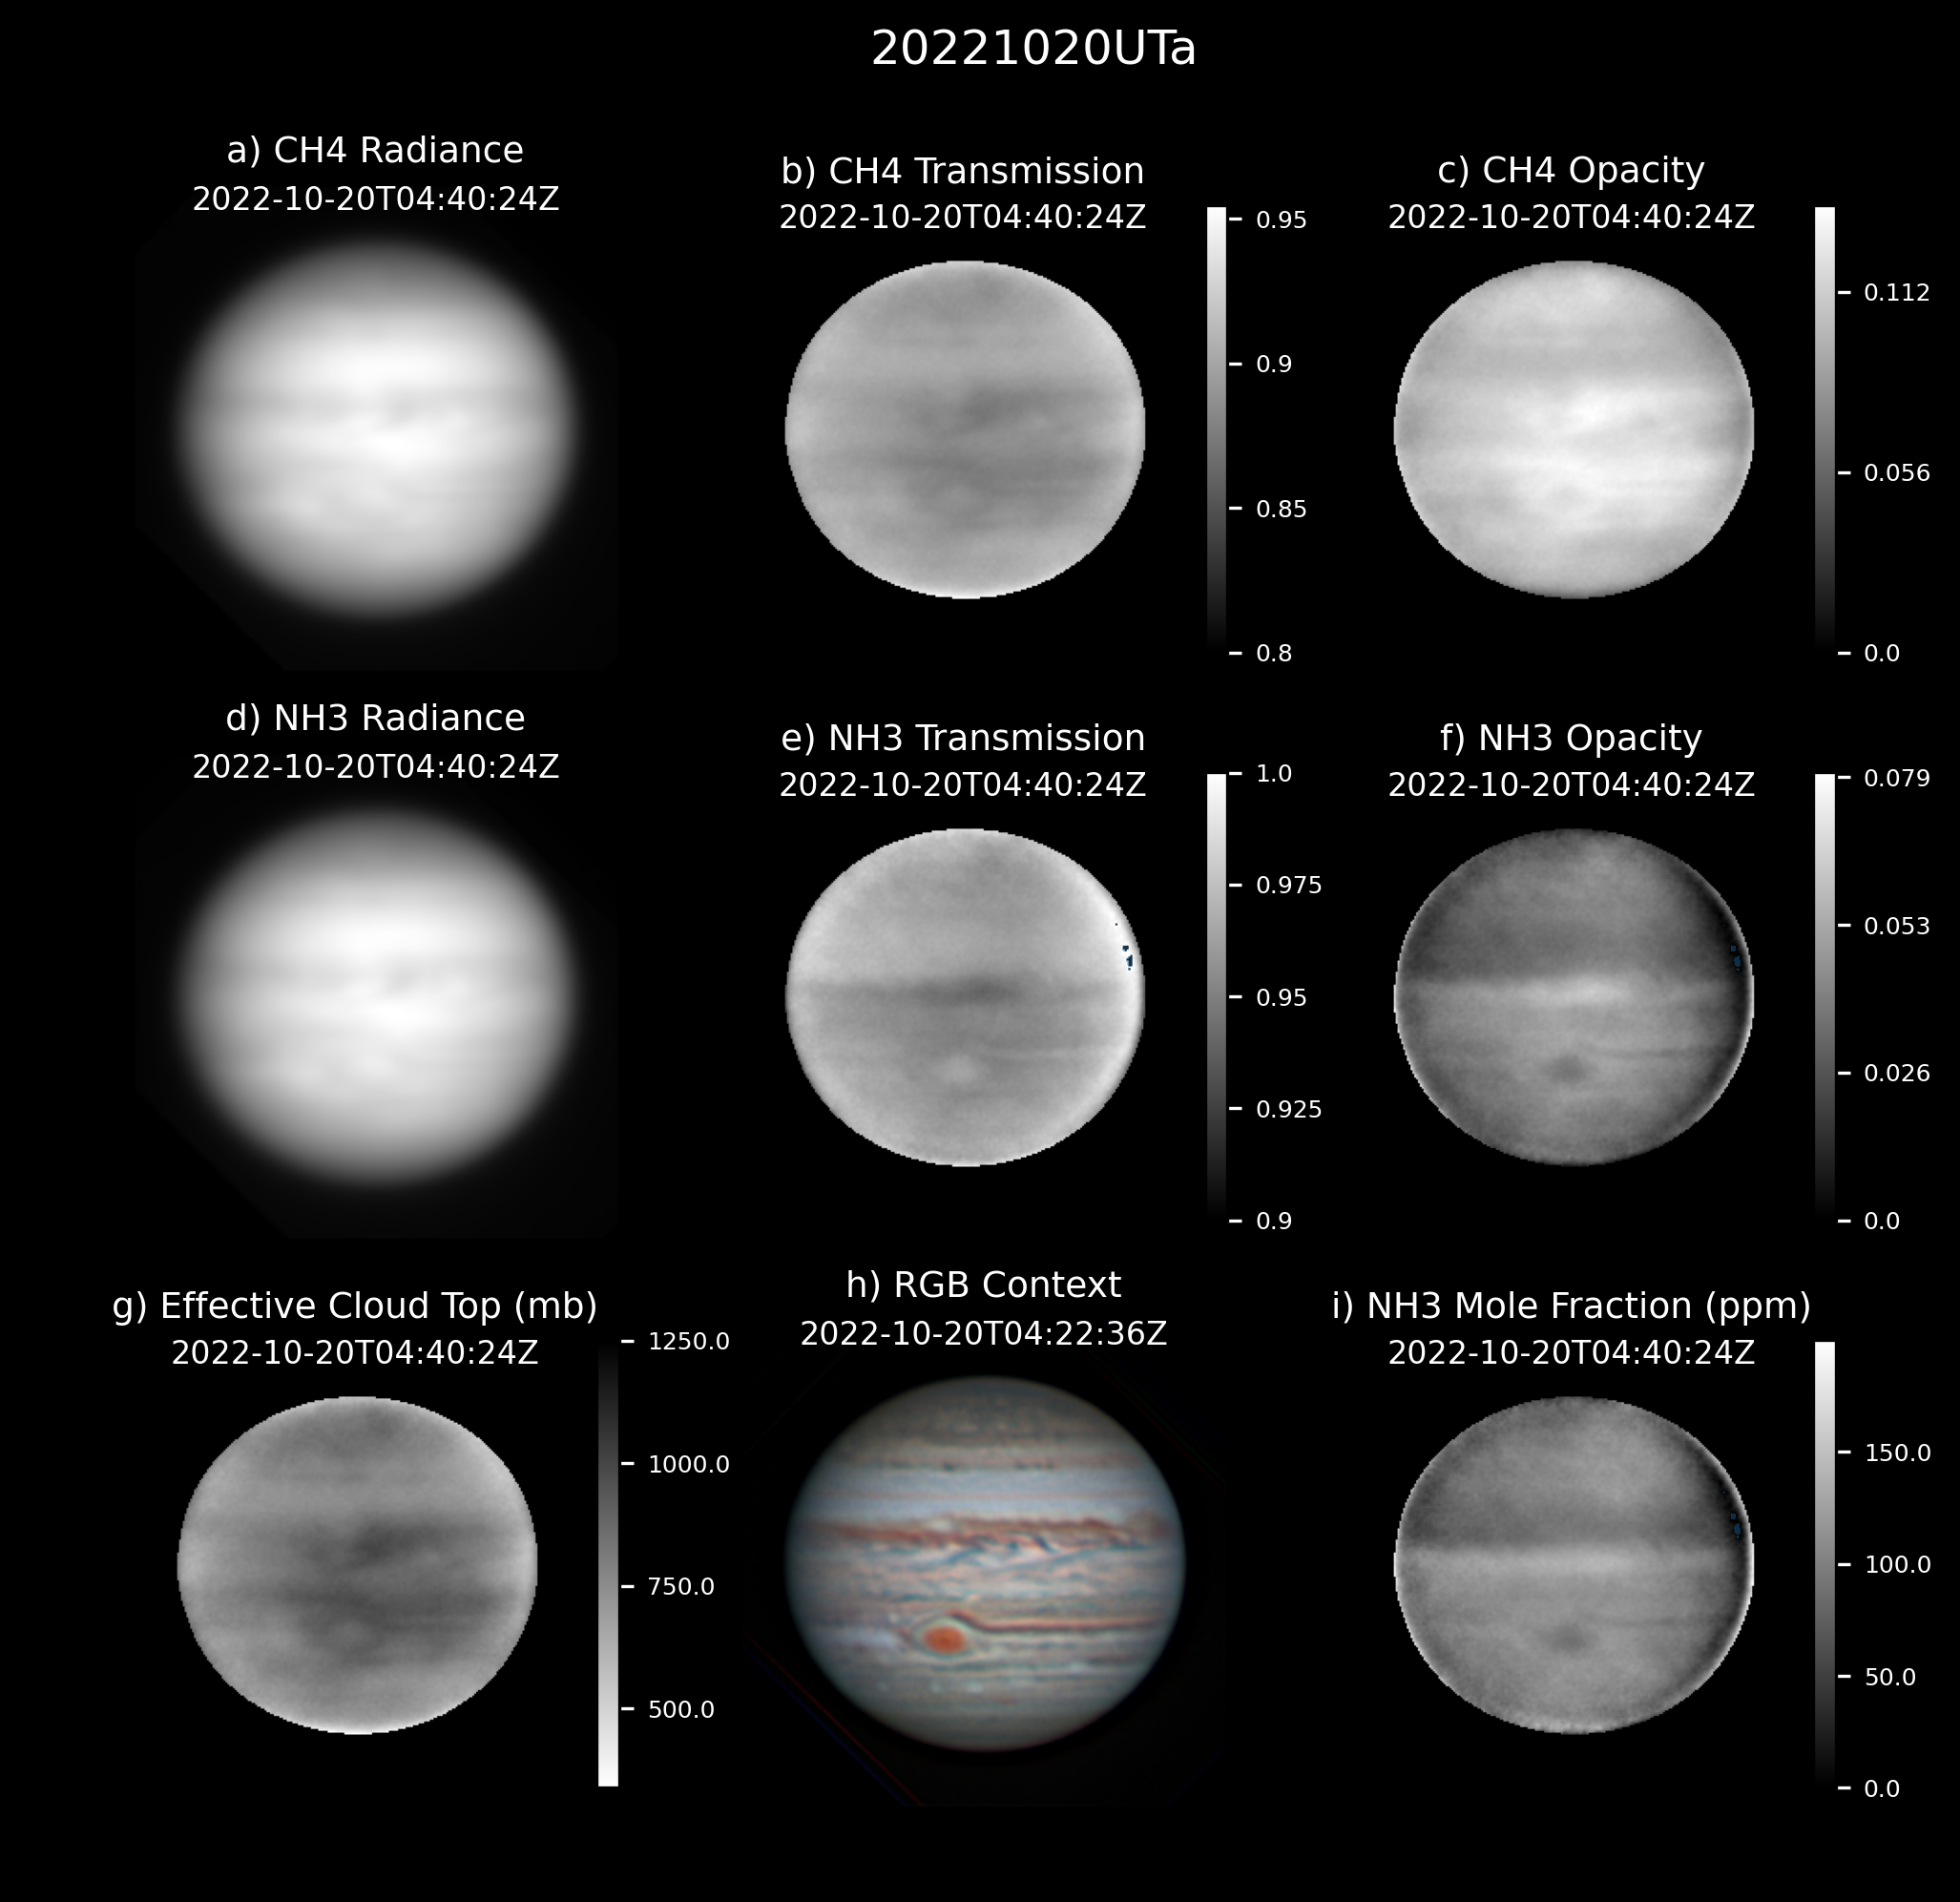 20221020UTa
a) CH4 Radiance
2022-10-20T04:40:24Z
b) CH4 Transmission
2022-10-20T04:40:24Z
0.95
0.9
0.85
0.8
c) CH4 Opacity
2022-10-20T04:40:24Z
0.112
0.056
0.0
d) NH3 Radiance
2022-10-20T04:40:24Z
e) NH3 Transmission
2022-10-20T04:40:24Z
1.0
0.975
0.95
0.925
0.9
f) NH3 Opacity
2022-10-20T04:40:24Z
0.079
0.053
0.026
0.0
g) Effective Cloud Top (mb)
2022-10-20T04:40:24Z
1250.0
1000.0
750.0
500.0
h) RGB Context
2022-10-20T04:22:36Z
i) NH3 Mole Fraction (ppm)
2022-10-20T04:40:24Z
150.0
100.0
50.0
0.0